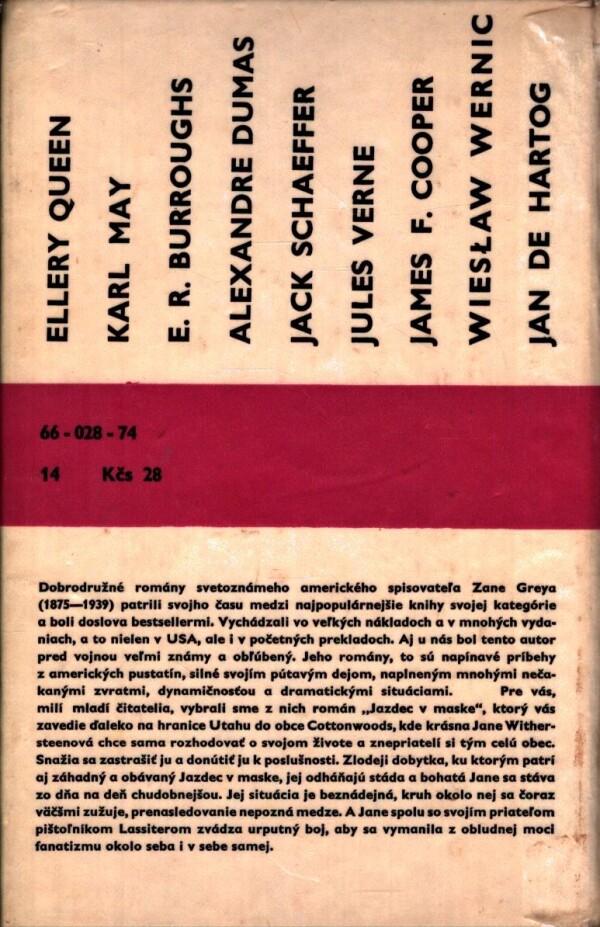 ELLERY QUEEN
KARL MAY
E. R. BURROUGHS
ALEXANDRE DUMAS
JACK SCHAEFFER
JULES VERNE
JAMES F. COOPER
WIESŁAW WERNIC
JAN DE HARTOG
66 - 028 - 74
14 Kčs 28
Dobrodružné romány svetoznámeho amerického spisovateľa Zane Greya
(1875—1939) patrili svojho času medzi najpopulárnejšie knihy svojej kategórie
a boli doslova bestsellermi. Vychádzali vo veľkých nákladoch a v mnohých vyda-
niach, a to nielen v USA, ale i v početných prekladoch. Aj u nás bol tento autor
pred vojnou veľmi známy a obľúbený. Jeho romány, to sú napínavé príbehy
z amerických pustatín, silné svojím pútavým dejom, naplneným mnohými neča-
kanými zvratmi, dynamičnosťou a dramatickými situáciami. Pre vás,
milí mladí čitatelia, vybrali sme z nich román „Jazdec v maske“, ktorý vás
zavedie ďaleko na hranice Utahu do obce Cottonwoods, kde krásna Jane Wither-
steenová chce sama rozhodovať o svojom živote a znepriatelí si tým celú obec.
Snažia sa zastrašiť ju a donútiť ju k poslušnosti. Zlodeji dobytka, ku ktorým patrí
aj záhadný a obávaný Jazdec v maske, jej odháňajú stáda a bohatá Jane sa stáva
zo dňa na deň chudobnejšou. Jej situácia je beznádejná, kruh okolo nej sa čoraz
väčšmi zužuje, prenasledovanie nepozná medze. A Jane spolu so svojím priateľom
pištoľníkom Lassiterom zvádza urputný boj, aby sa vymanila z obludnej moci
fanatizmu okolo seba i v sebe samej.